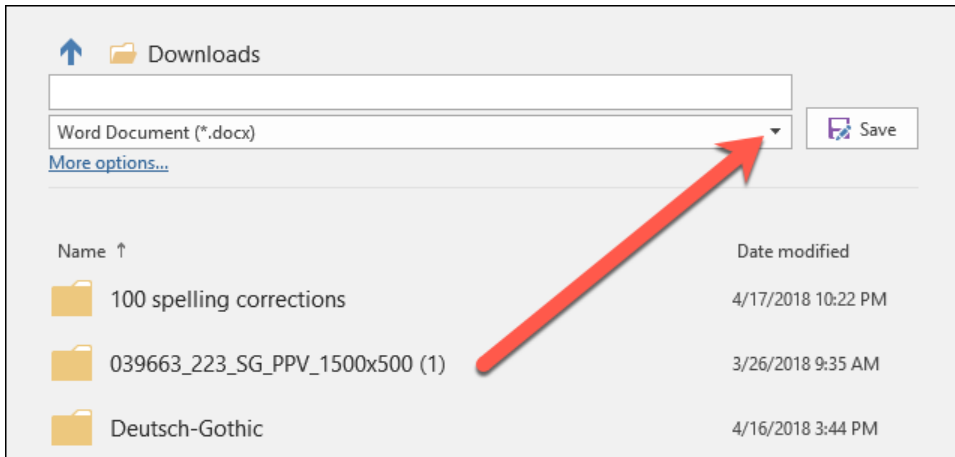 Downloads
Word Document (*.docx)
Save
More options...
Name ↑ Date modified
100 spelling corrections 4/17/2018 10:22 PM
039663_223_SG_PPV_1500x500 (1) 3/26/2018 9:35 AM
Deutsch-Gothic 4/16/2018 3:44 PM